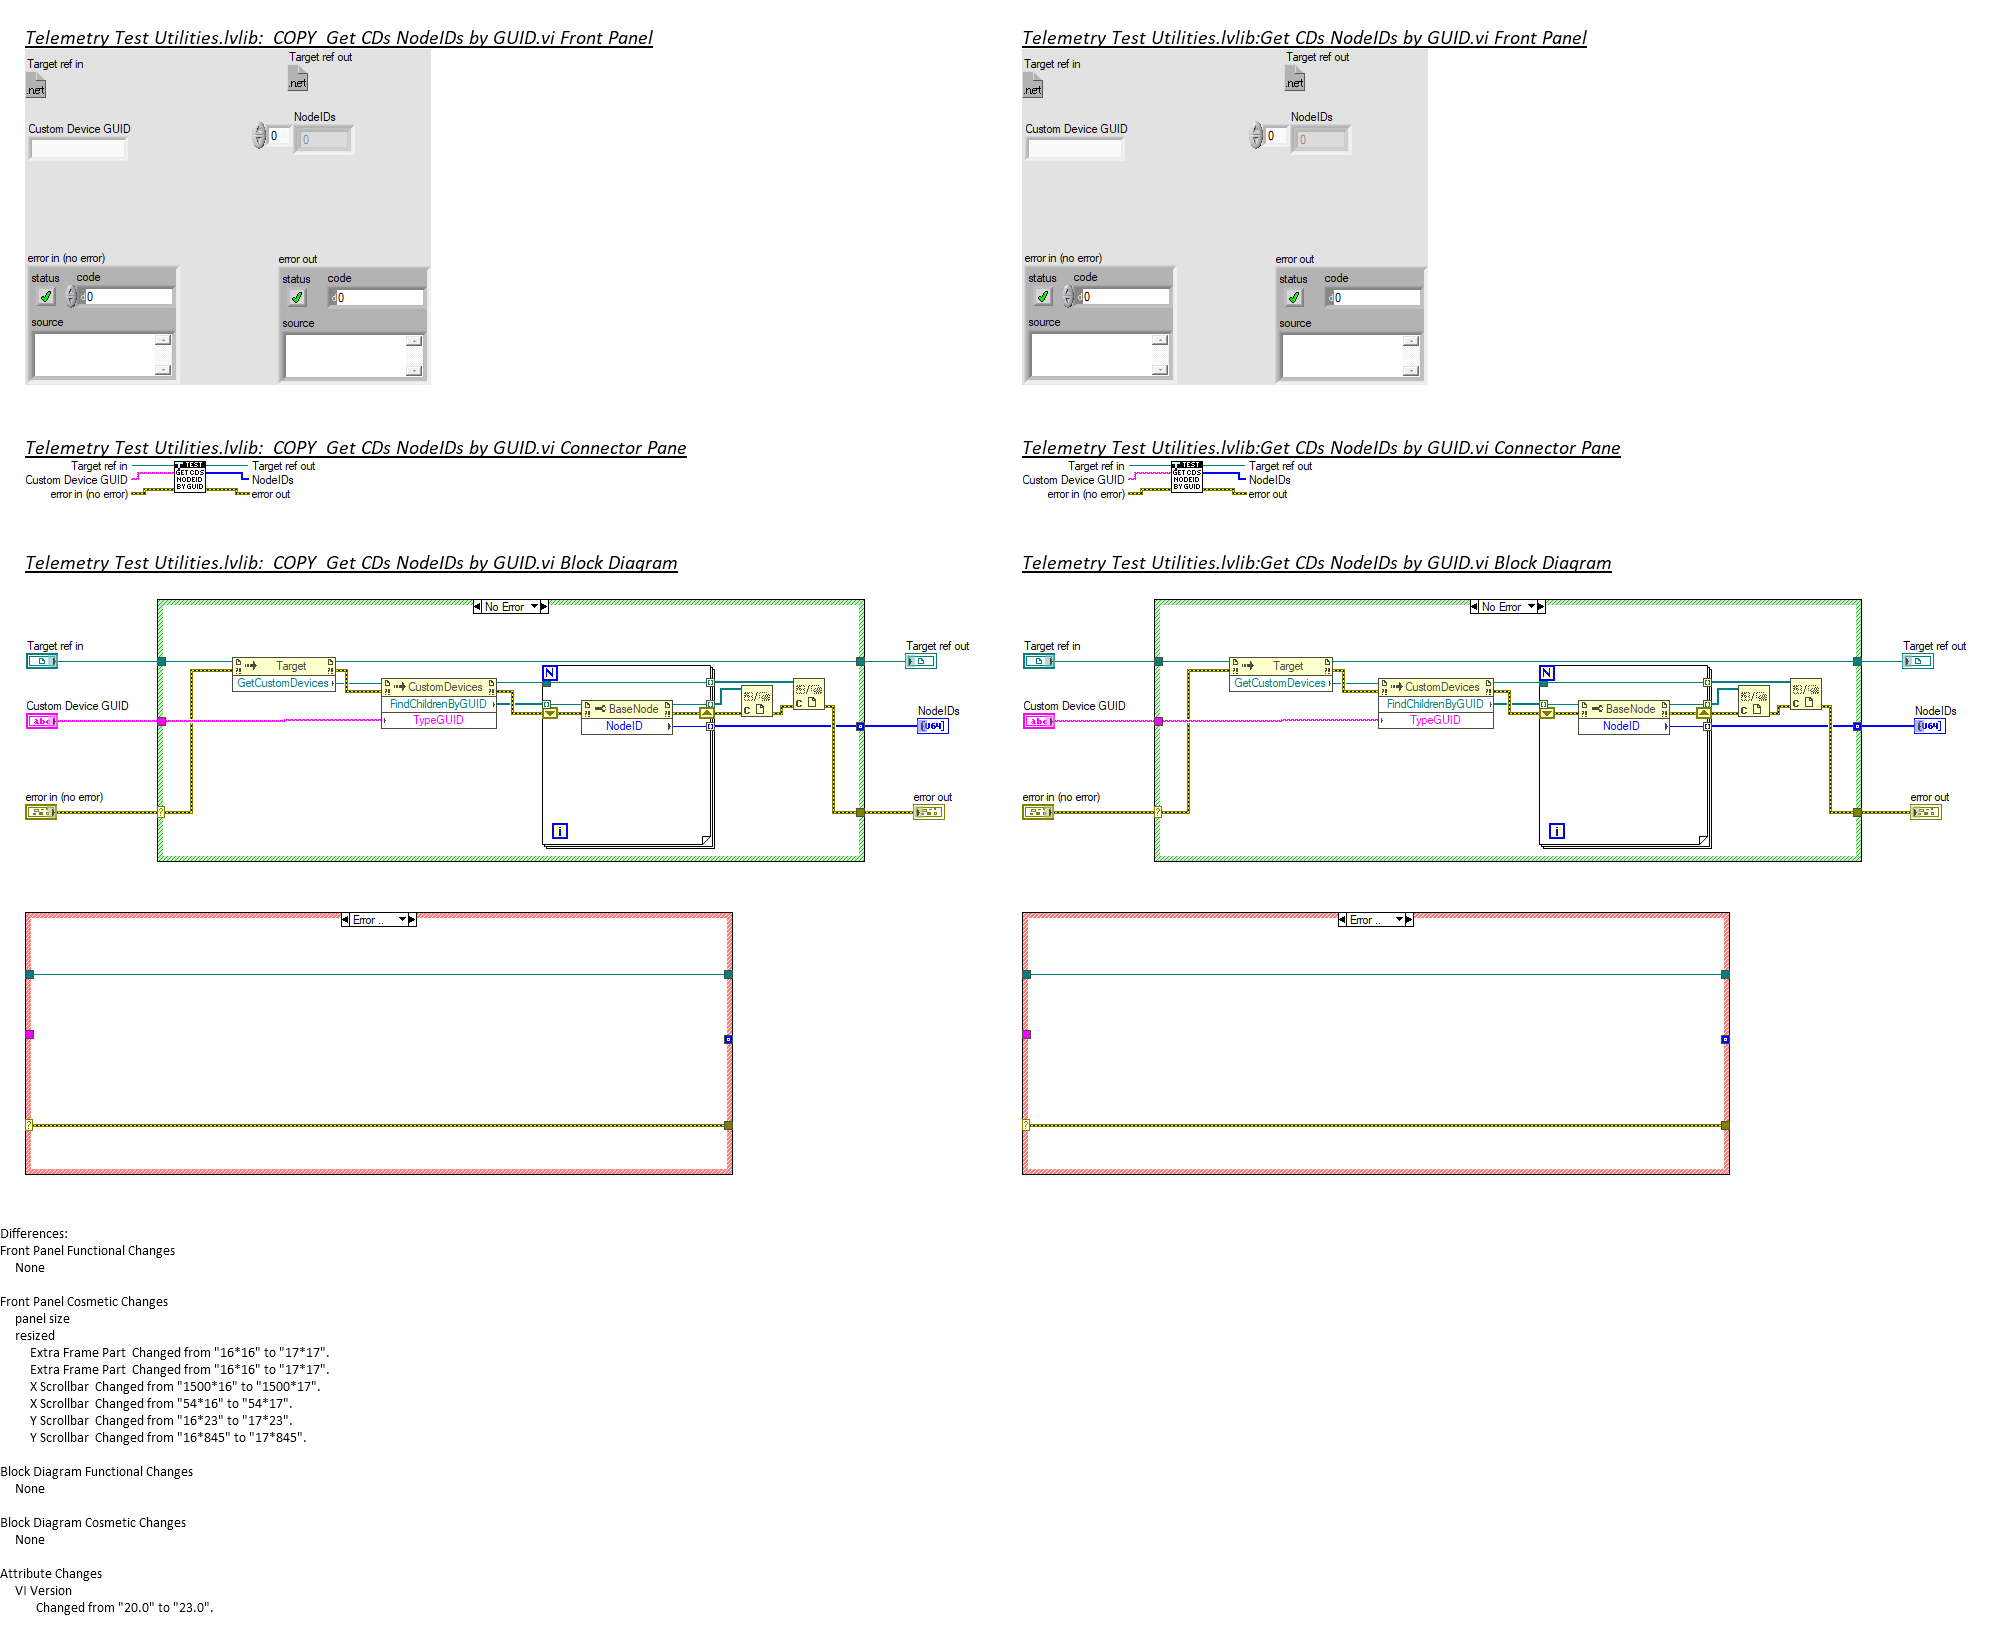 Telemetry Test Utilities.lvlib:  COPY  Get CDs NodeIDs by GUID.vi Front Panel
Target ref in
Target ref out
.net
.net
Custom Device GUID
NodeIDs
0
0
error in (no error)
error out
status
code
status
code
d 0
d 0
source
source
Telemetry Test Utilities.lvlib:Get CDs NodeIDs by GUID.vi Front Panel
Target ref in
Target ref out
.net
.net
Custom Device GUID
NodeIDs
0
0
error in (no error)
error out
status
code
status
code
d 0
d 0
source
source
Telemetry Test Utilities.lvlib:  COPY  Get CDs NodeIDs by GUID.vi Connector Pane
Target ref in
Custom Device GUID
error in (no error)
TEST
GET CDS
NODEID
BY GUID
Target ref out
NodeIDs
error out
Telemetry Test Utilities.lvlib:Get CDs NodeIDs by GUID.vi Connector Pane
Target ref in
Custom Device GUID
error in (no error)
TEST
GET CDS
NODEID
BY GUID
Target ref out
NodeIDs
error out
Telemetry Test Utilities.lvlib:  COPY  Get CDs NodeIDs by GUID.vi Block Diagram
No Error
Target ref in
Target ref out
Target
GetCustomDevices
CustomDevices
FindChildrenByGUID
TypeGUID
N
BaseNode
NodeID
i
C
C
Custom Device GUID
abc
NodeIDs
[U64]
error in (no error)
?
error out
Error ..
?
Telemetry Test Utilities.lvlib:Get CDs NodeIDs by GUID.vi Block Diagram
No Error
Target ref in
Target ref out
Target
GetCustomDevices
CustomDevices
FindChildrenByGUID
TypeGUID
N
BaseNode
NodeID
i
C
C
Custom Device GUID
abc
NodeIDs
[U64]
error in (no error)
?
error out
Error ..
?
Differences:
Front Panel Functional Changes
None
Front Panel Cosmetic Changes
panel size
resized
Extra Frame Part  Changed from "16*16" to "17*17".
Extra Frame Part  Changed from "16*16" to "17*17".
X Scrollbar  Changed from "1500*16" to "1500*17".
X Scrollbar  Changed from "54*16" to "54*17".
Y Scrollbar  Changed from "16*23" to "17*23".
Y Scrollbar  Changed from "16*845" to "17*845".
Block Diagram Functional Changes
None
Block Diagram Cosmetic Changes
None
Attribute Changes
VI Version
Changed from "20.0" to "23.0".